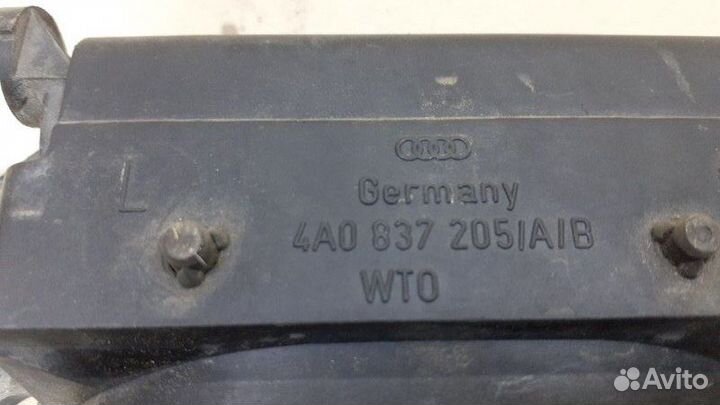 L
Germany
4A0 837 205/A/B
WTO
Avito